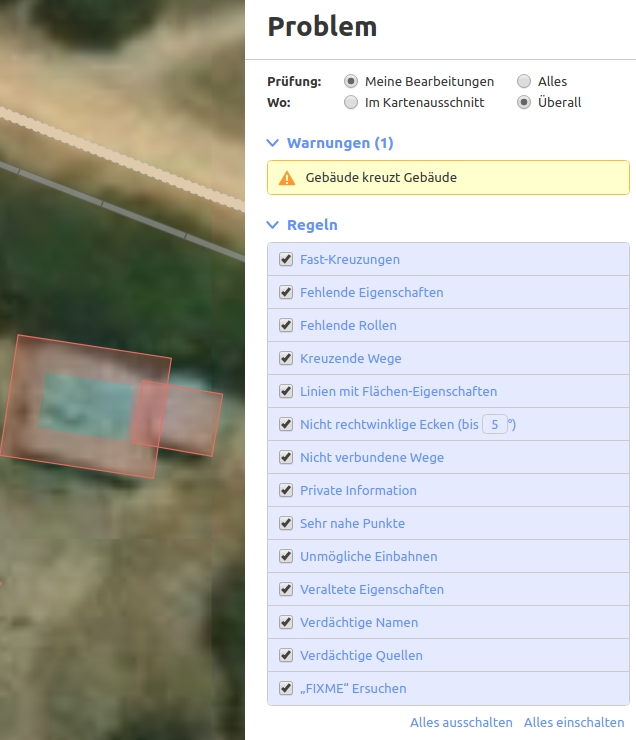 Problem
Prüfung: Meine Bearbeitungen Alles
Wo: Im Kartenausschnitt Überall
Warnungen (1)
Gebäude kreuzt Gebäude
Regeln
Fast-Kreuzungen
Fehlende Eigenschaften
Fehlende Rollen
Kreuzende Wege
Linien mit Flächen-Eigenschaften
Nicht rechtwinklige Ecken (bis 5°)
Nicht verbundene Wege
Private Information
Sehr nahe Punkte
Unmögliche Einbahnen
Veraltete Eigenschaften
Verdächtige Namen
Verdächtige Quellen
„FIXME“ Ersuchen
Alles ausschalten Alles einschalten